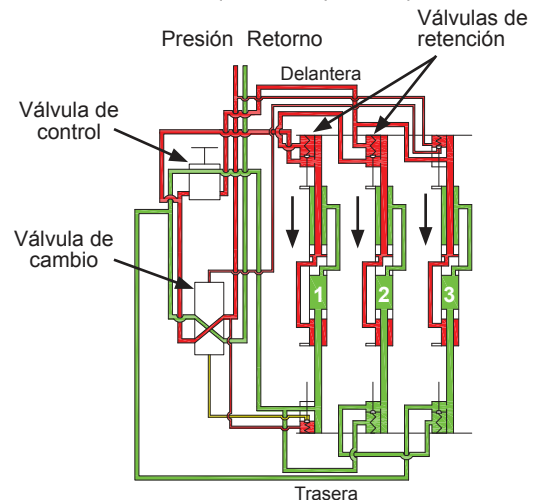 Válvulas de
retención
Presión Retorno
Delantera
Válvula de
control
Válvula de
cambio
1 2 3
Trasera